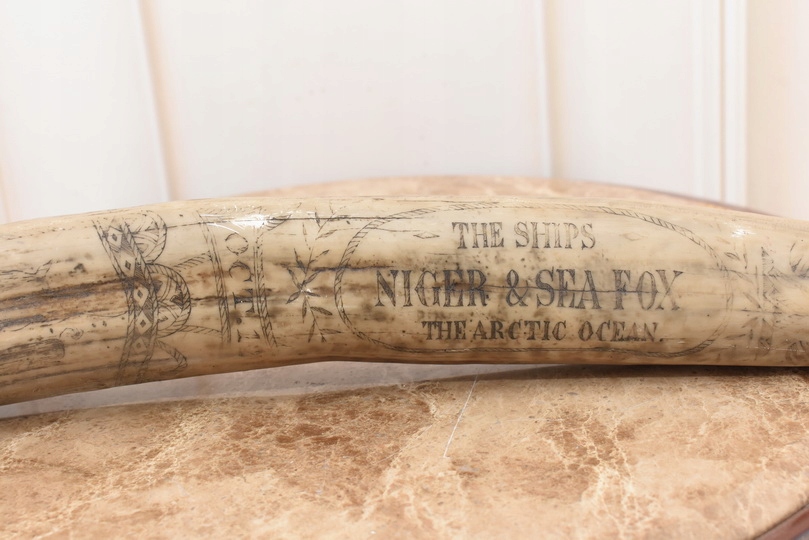 THE SHIPS
NIGER & SEA FOX
THE ARCTIC OCEAN.